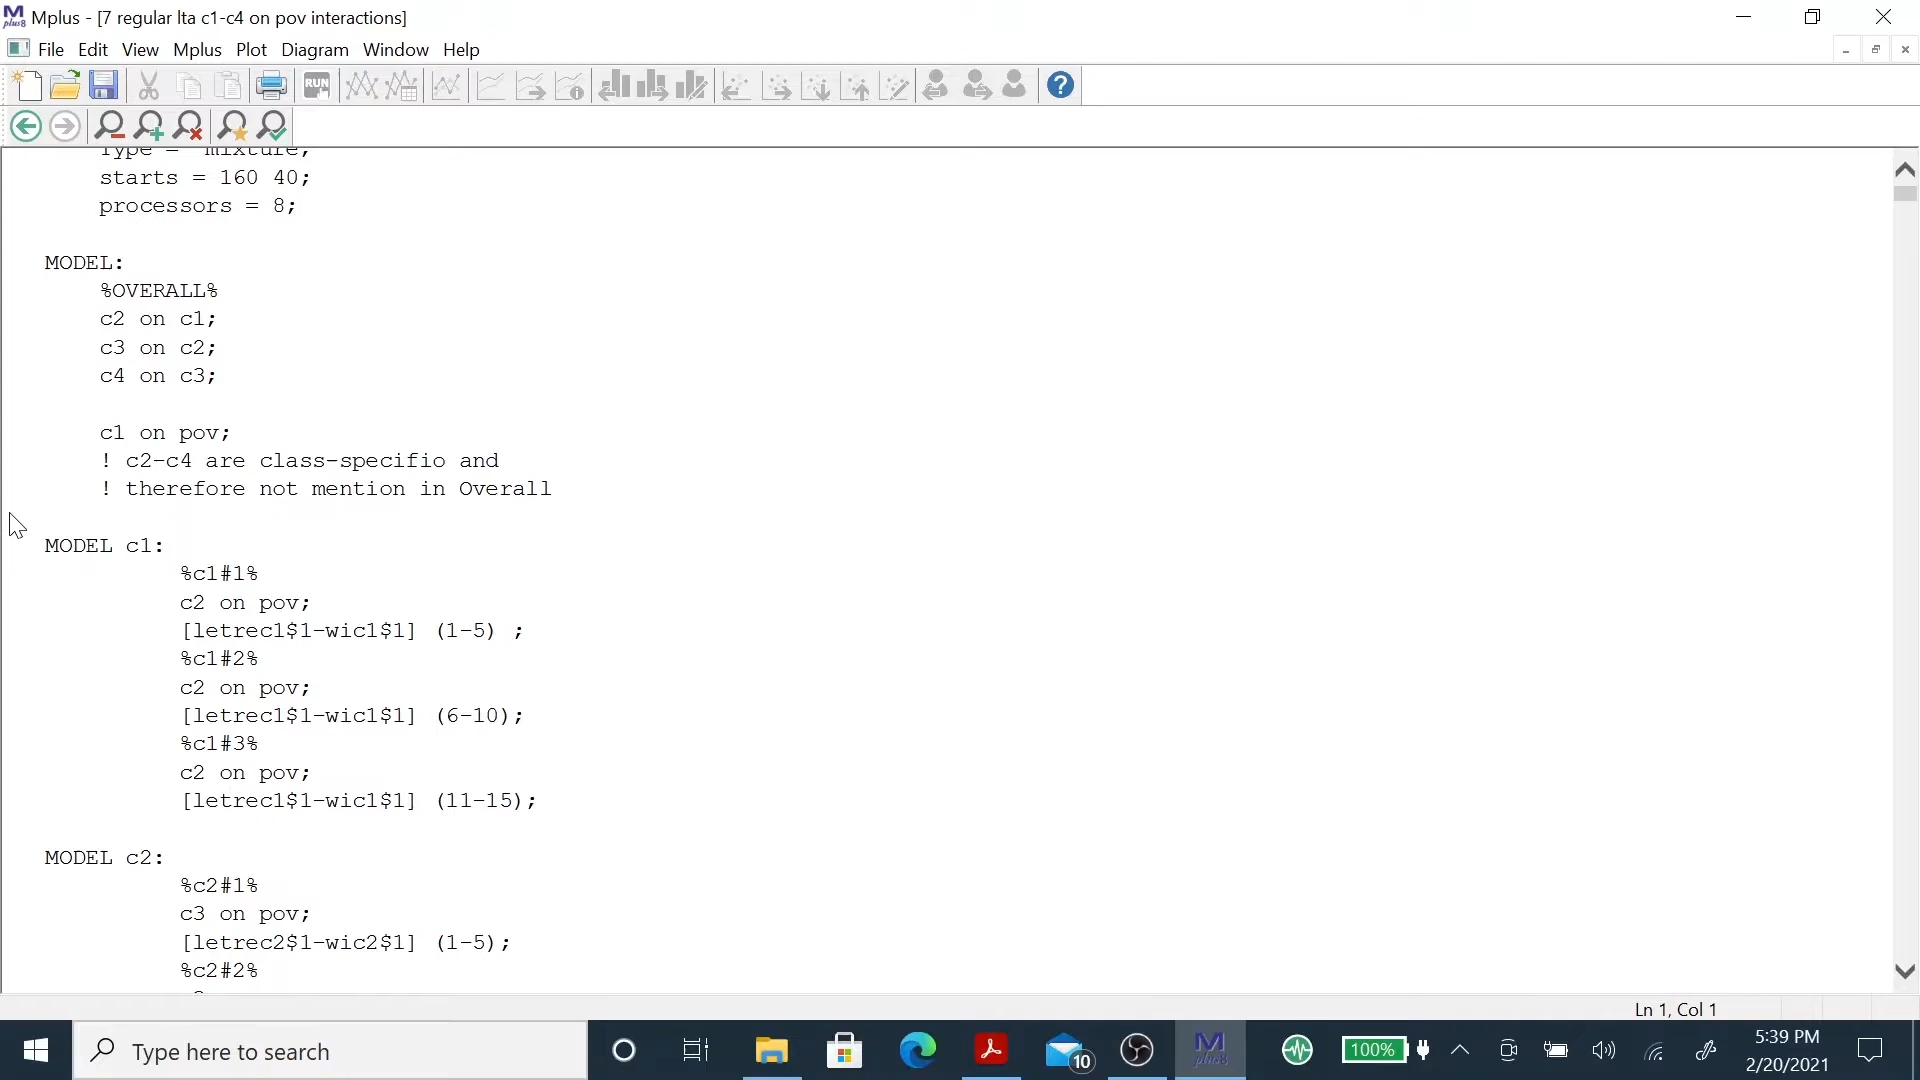 Mplus - [7 regular lta c1-c4 on pov interactions]
File Edit View Mplus Plot Diagram Window Help
RUN
Type = mixture;
starts = 160 40;
processors = 8;
MODEL:
%OVERALL%
c2 on c1;
c3 on c2;
c4 on c3;
c1 on pov;
! c2-c4 are class-specifio and
! therefore not mention in Overall
MODEL c1:
%c1#1%
c2 on pov;
[letrec1$1-wic1$1] (1-5) ;
%c1#2%
c2 on pov;
[letrec1$1-wic1$1] (6-10);
%c1#3%
c2 on pov;
[letrec1$1-wic1$1] (11-15);
MODEL c2:
%c2#1%
c3 on pov;
[letrec2$1-wic2$1] (1-5);
%c2#2%
Ln 1, Col 1
Type here to search
10
M
plus8
100%
5:39 PM
2/20/2021